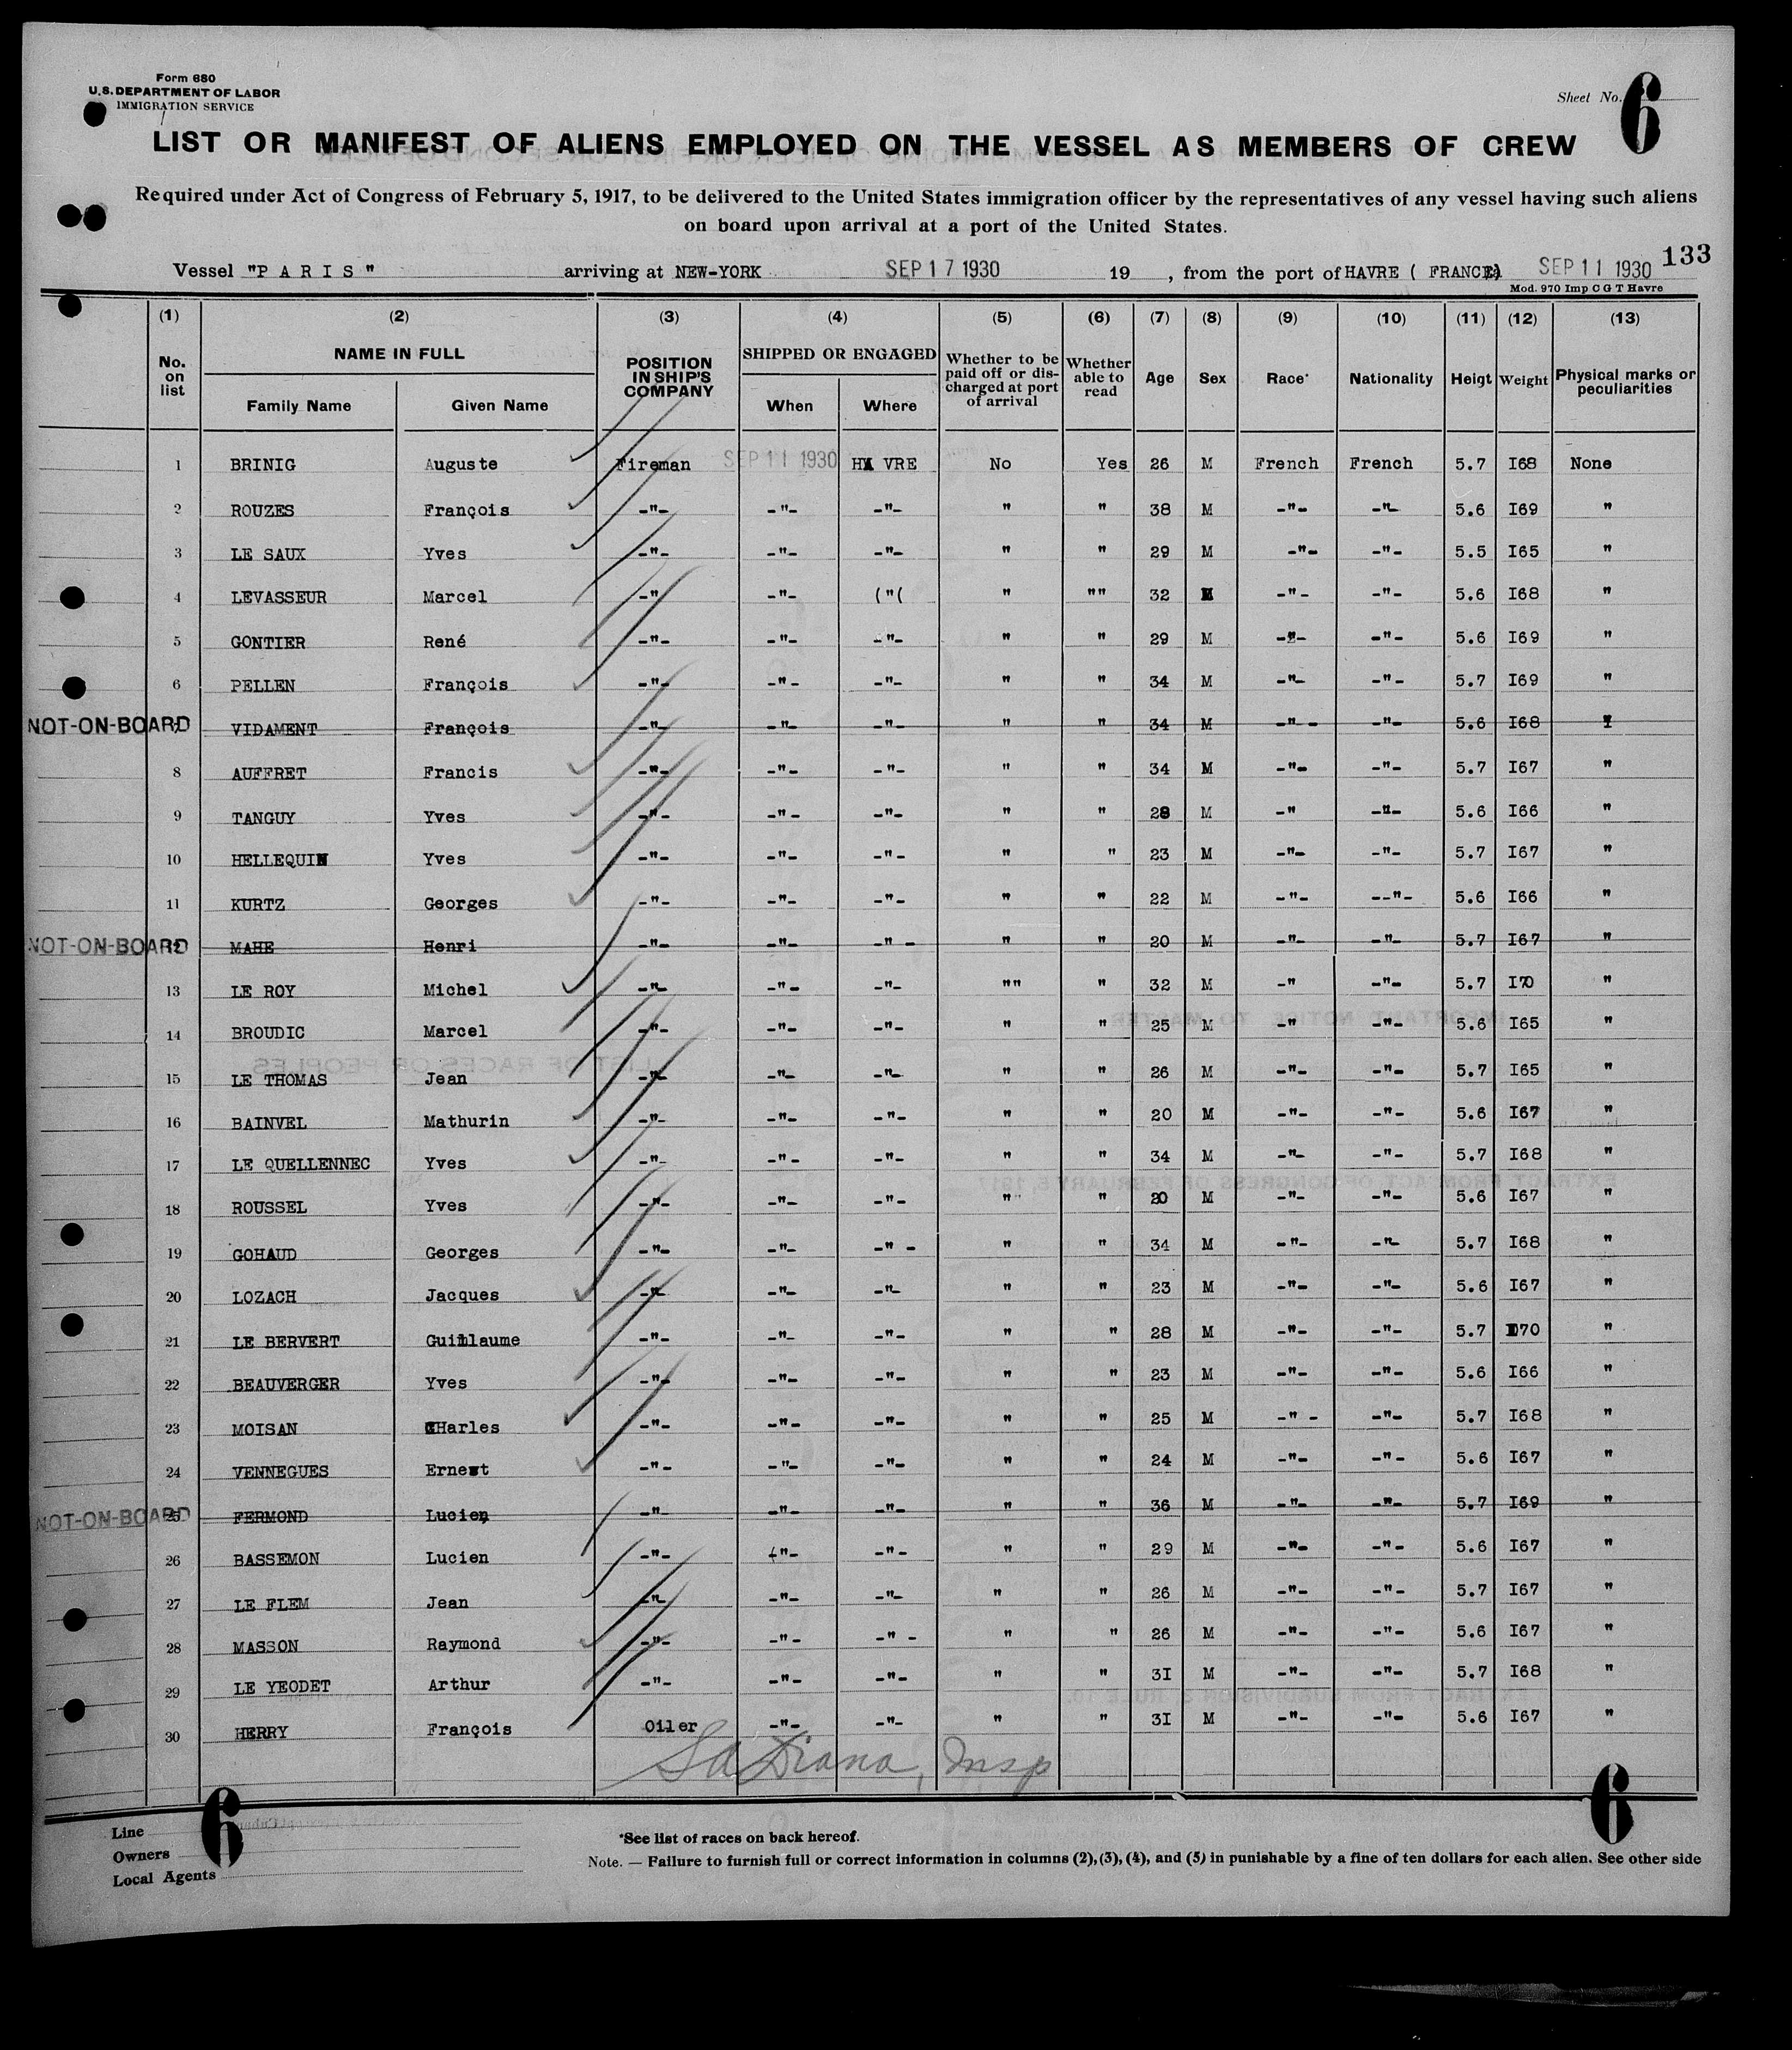 Form 680
U.S. DEPARTMENT OF LABOR
IMMIGRATION SERVICE
Sheet No. 6
LIST OR MANIFEST OF ALIENS EMPLOYED ON THE VESSEL AS MEMBERS OF CREW
Required under Act of Congress of February 5, 1917, to be delivered to the United States immigration officer by the representatives of any vessel having such aliens
on board upon arrival at a port of the United States.
133
Vessel "PARIS" arriving at NEW-YORK SEP 17 1930 19 , from the port of HAVRE ( FRANCE) SEP 11 1930
Mod. 970 Imp C G T Havre
(1) (2) (3) (4) (5) (6) (7) (8) (9) (10) (11) (12) (13)
No. on list NAME IN FULL Family Name Given Name POSITION IN SHIP'S COMPANY SHIPPED OR ENGAGED When Where Whether to be paid off or discharged at port of arrival Whether able to read Age Sex Race* Nationality Heigt Weight Physical marks or peculiarities
1 BRINIG Auguste Fireman SEP 11 1930 HA VRE No Yes 26 M French French 5.7 I68 None
2 ROUZES François -"- -"- -"- " " 38 M -"- -"- 5.6 I69 "
3 LE SAUX Yves -"- -"- -"- " " 29 M -"- -"- 5.5 I65 "
4 LEVASSEUR Marcel -" -"- ("( " "" 32 M -"- -"- 5.6 I68 "
5 GONTIER René -"- -"- -"- " " 29 M -"- -"- 5.6 I69 "
6 PELLEN François -"- -"- -"- " " 34 M -"- -"- 5.7 I69 "
NOT-ON-BOARD 7 VIDAMENT François -"- -"- -"- " " 34 M -"- -"- 5.6 I68 "
8 AUFFRET Francis -"- -"- -"- " " 34 M -"- -"- 5.7 I67 "
9 TANGUY Yves -"- -"- -"- " " 28 M -" -"- 5.6 I66 "
10 HELLEQUIN Yves -"- -"- -"- " " 23 M -"- -"- 5.7 I67 "
11 KURTZ Georges -"- -"- -"- " " 22 M -"- --"- 5.6 I66 "
NOT-ON-BOARD 12 MAHE Henri -"- -"- -"- " " 20 M -"- -"- 5.7 I67 "
13 LE ROY Michel -"- -"- -"- "" " 32 M -" -"- 5.7 I70 "
14 BROUDIC Marcel -"- -"- -"- " " 25 M -" -"- 5.6 I65 "
15 LE THOMAS Jean -"- -"- -"- " " 26 M -"- -"- 5.7 I65 "
16 BAINVEL Mathurin -"- -"- -"- " " 20 M -"- -"- 5.6 I67 "
17 LE QUELLENNEC Yves -"- -"- -"- " " 34 M -"- -"- 5.7 I68 "
18 ROUSSEL Yves -"- -"- -"- " " 20 M -"- -"- 5.6 I67 "
19 GOHAUD Georges -"- -"- -"- " " 34 M -"- -"- 5.7 I68 "
20 LOZACH Jacques -"- -"- -"- " " 23 M -"- -"- 5.6 I67 "
21 LE BERVERT Guillaume -"- -"- -"- " " 28 M -"- -"- 5.7 I70 "
22 BEAUVERGER Yves -"- -"- -"- " " 23 M -"- -"- 5.6 I66 "
23 MOISAN CHarles -"- -"- -"- " " 25 M -"- -"- 5.7 I68 "
24 VENNEGUES Ernest -"- -"- -"- " " 24 M -"- -"- 5.6 I67 "
NOT-ON-BOARD 25 FERMOND Lucien -"- -"- -"- " " 36 M -"- -"- 5.7 I69 "
26 BASSEMON Lucien -"- ("- -"- " " 29 M -"- -"- 5.6 I67 "
27 LE FLEM Jean -"- -"- -"- " " 26 M -"- -"- 5.7 I67 "
28 MASSON Raymond -"- -"- -"- " " 26 M -"- -"- 5.6 I67 "
29 LE YEODET Arthur -"- -"- -"- " " 3I M -"- -"- 5.7 I68 "
30 HERRY François Oiler -"- -"- " " 3I M -"- -"- 5.6 I67 "
Diana, Insp
6 6
Line
Owners
Local Agents
*See list of races on back hereof.
Note. — Failure to furnish full or correct information in columns (2), (3), (4), and (5) in punishable by a fine of ten dollars for each alien. See other side